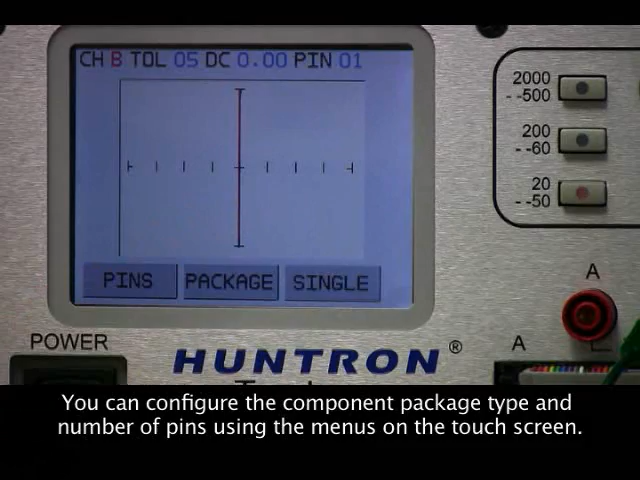 CH B TOL 05 DC 0.00 PIN 01
PINS PACKAGE SINGLE
2000
--500
200
--60
20
--50
A
A
POWER
HUNTRON®
You can configure the component package type and
number of pins using the menus on the touch screen.